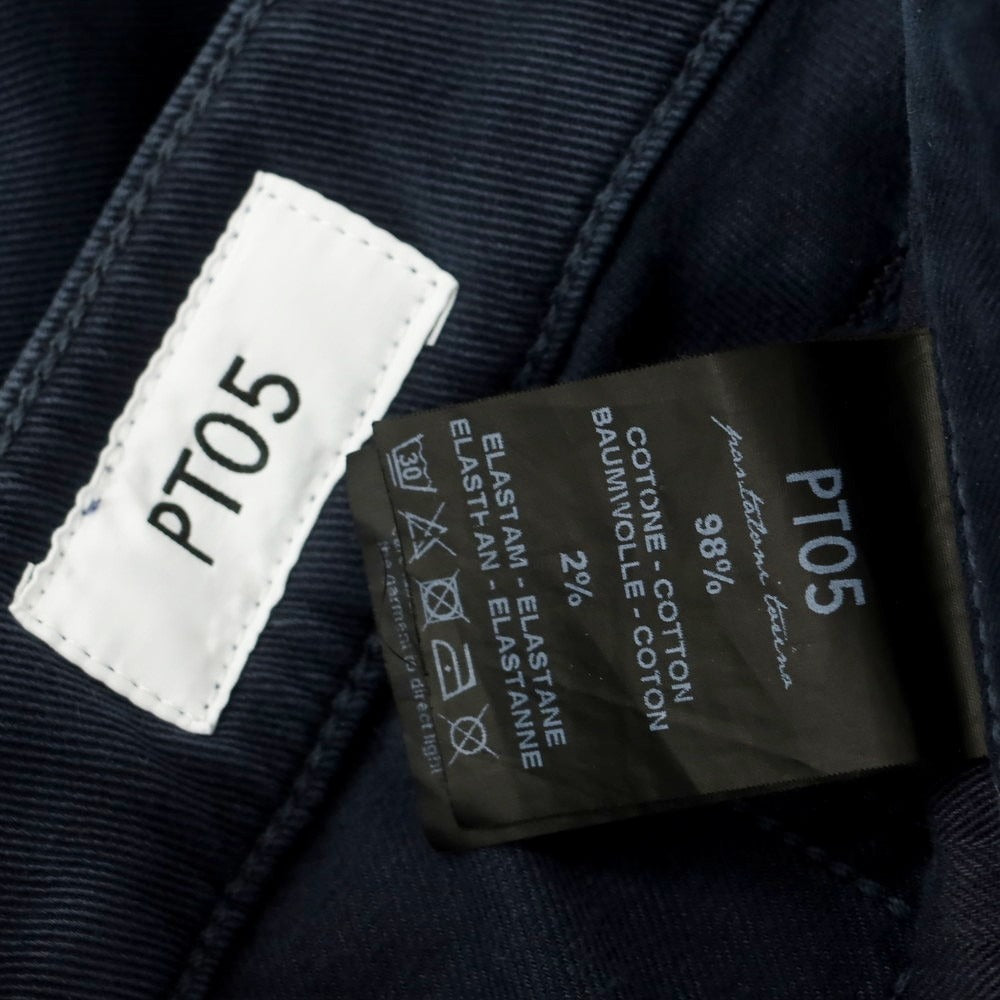 PT05
PT05
pantaloni torino
98%
COTONE - COTTON
BAUMWOLLE - COTON
2%
ELASTAM - ELASTANE
ELASTHAN - ELASTANNE
30
direct light